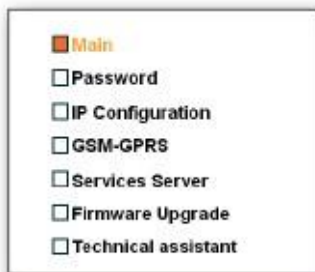 Main
Password
IP Configuration
GSM-GPRS
Services Server
Firmware Upgrade
Technical assistant